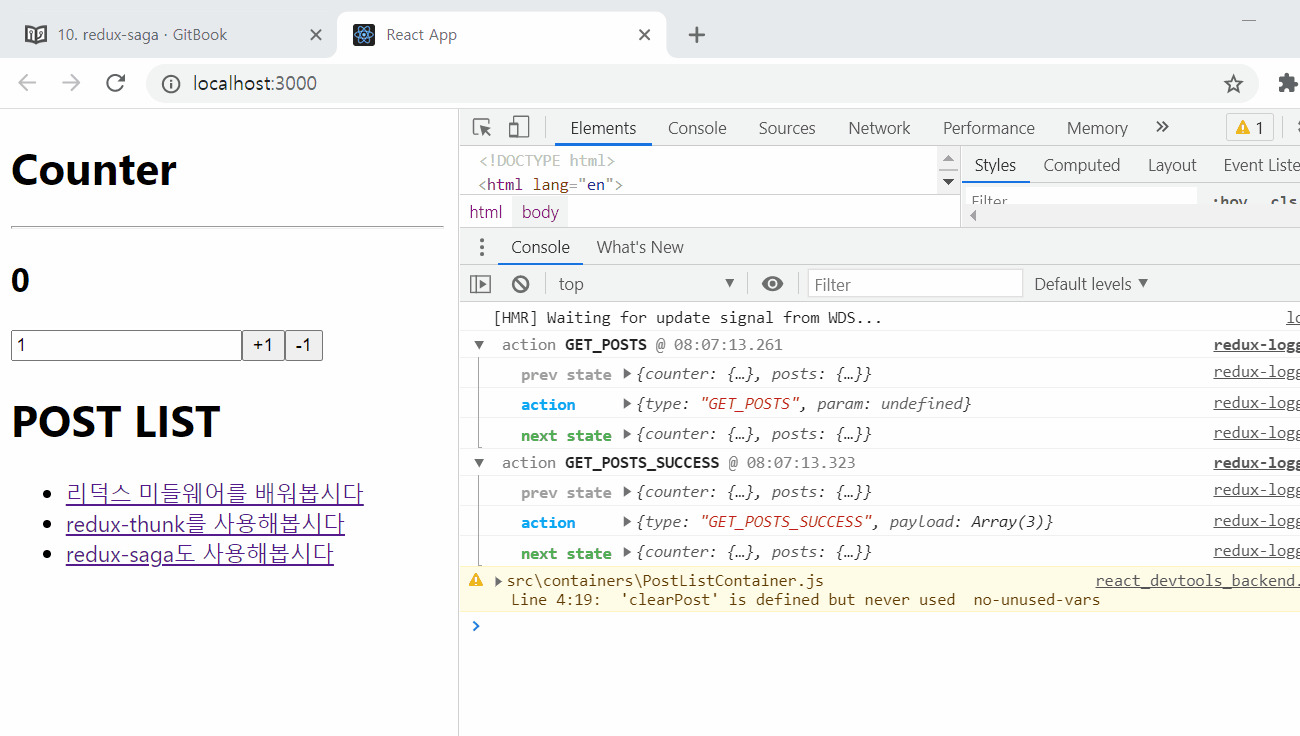 10. redux-saga · GitBook
React App
localhost:3000
Counter
0
1 +1 -1
POST LIST
리덕스 미들웨어를 배워봅시다
redux-thunk를 사용해봅시다
redux-saga도 사용해봅시다
Elements Console Sources Network Performance Memory » 1
<!DOCTYPE html>
<html lang="en">
html body
Styles Computed Layout Event Liste
Filter :hov .cls
Console What's New
top Filter Default levels
[HMR] Waiting for update signal from WDS... lo
action GET_POSTS @ 08:07:13.261 redux-logg
prev state {counter: {…}, posts: {…}} redux-logg
action {type: "GET_POSTS", param: undefined} redux-logg
next state {counter: {…}, posts: {…}} redux-logg
action GET_POSTS_SUCCESS @ 08:07:13.323 redux-logg
prev state {counter: {…}, posts: {…}} redux-logg
action {type: "GET_POSTS_SUCCESS", payload: Array(3)} redux-logg
next state {counter: {…}, posts: {…}} redux-logg
src\containers\PostListContainer.js react_devtools_backend.
Line 4:19: 'clearPost' is defined but never used no-unused-vars